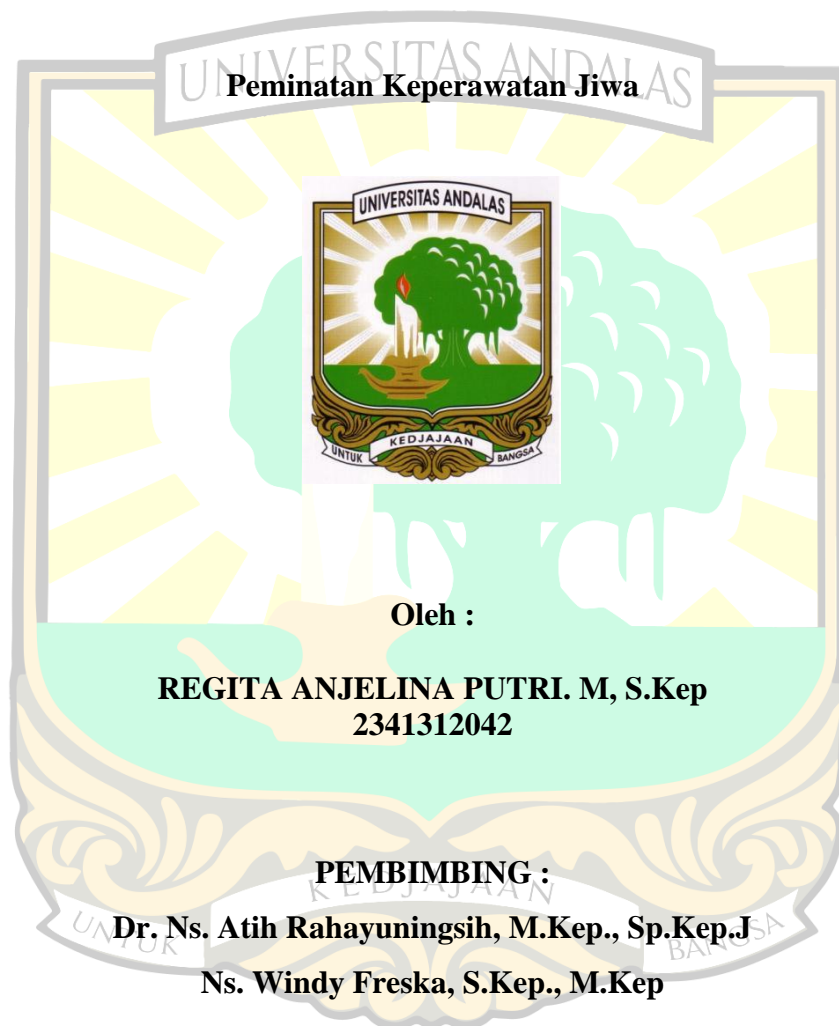 UNIVERSITAS ANDALAS
Peminatan Keperawatan Jiwa
UNIVERSITAS ANDALAS
UNTUK KEDJAJAAN BANGSA
Oleh :
REGITA ANJELINA PUTRI. M, S.Kep
2341312042
PEMBIMBING :
UNTUK KEDJAJAAN BANGSA
Dr. Ns. Atih Rahayuningsih, M.Kep., Sp.Kep.J
Ns. Windy Freska, S.Kep., M.Kep